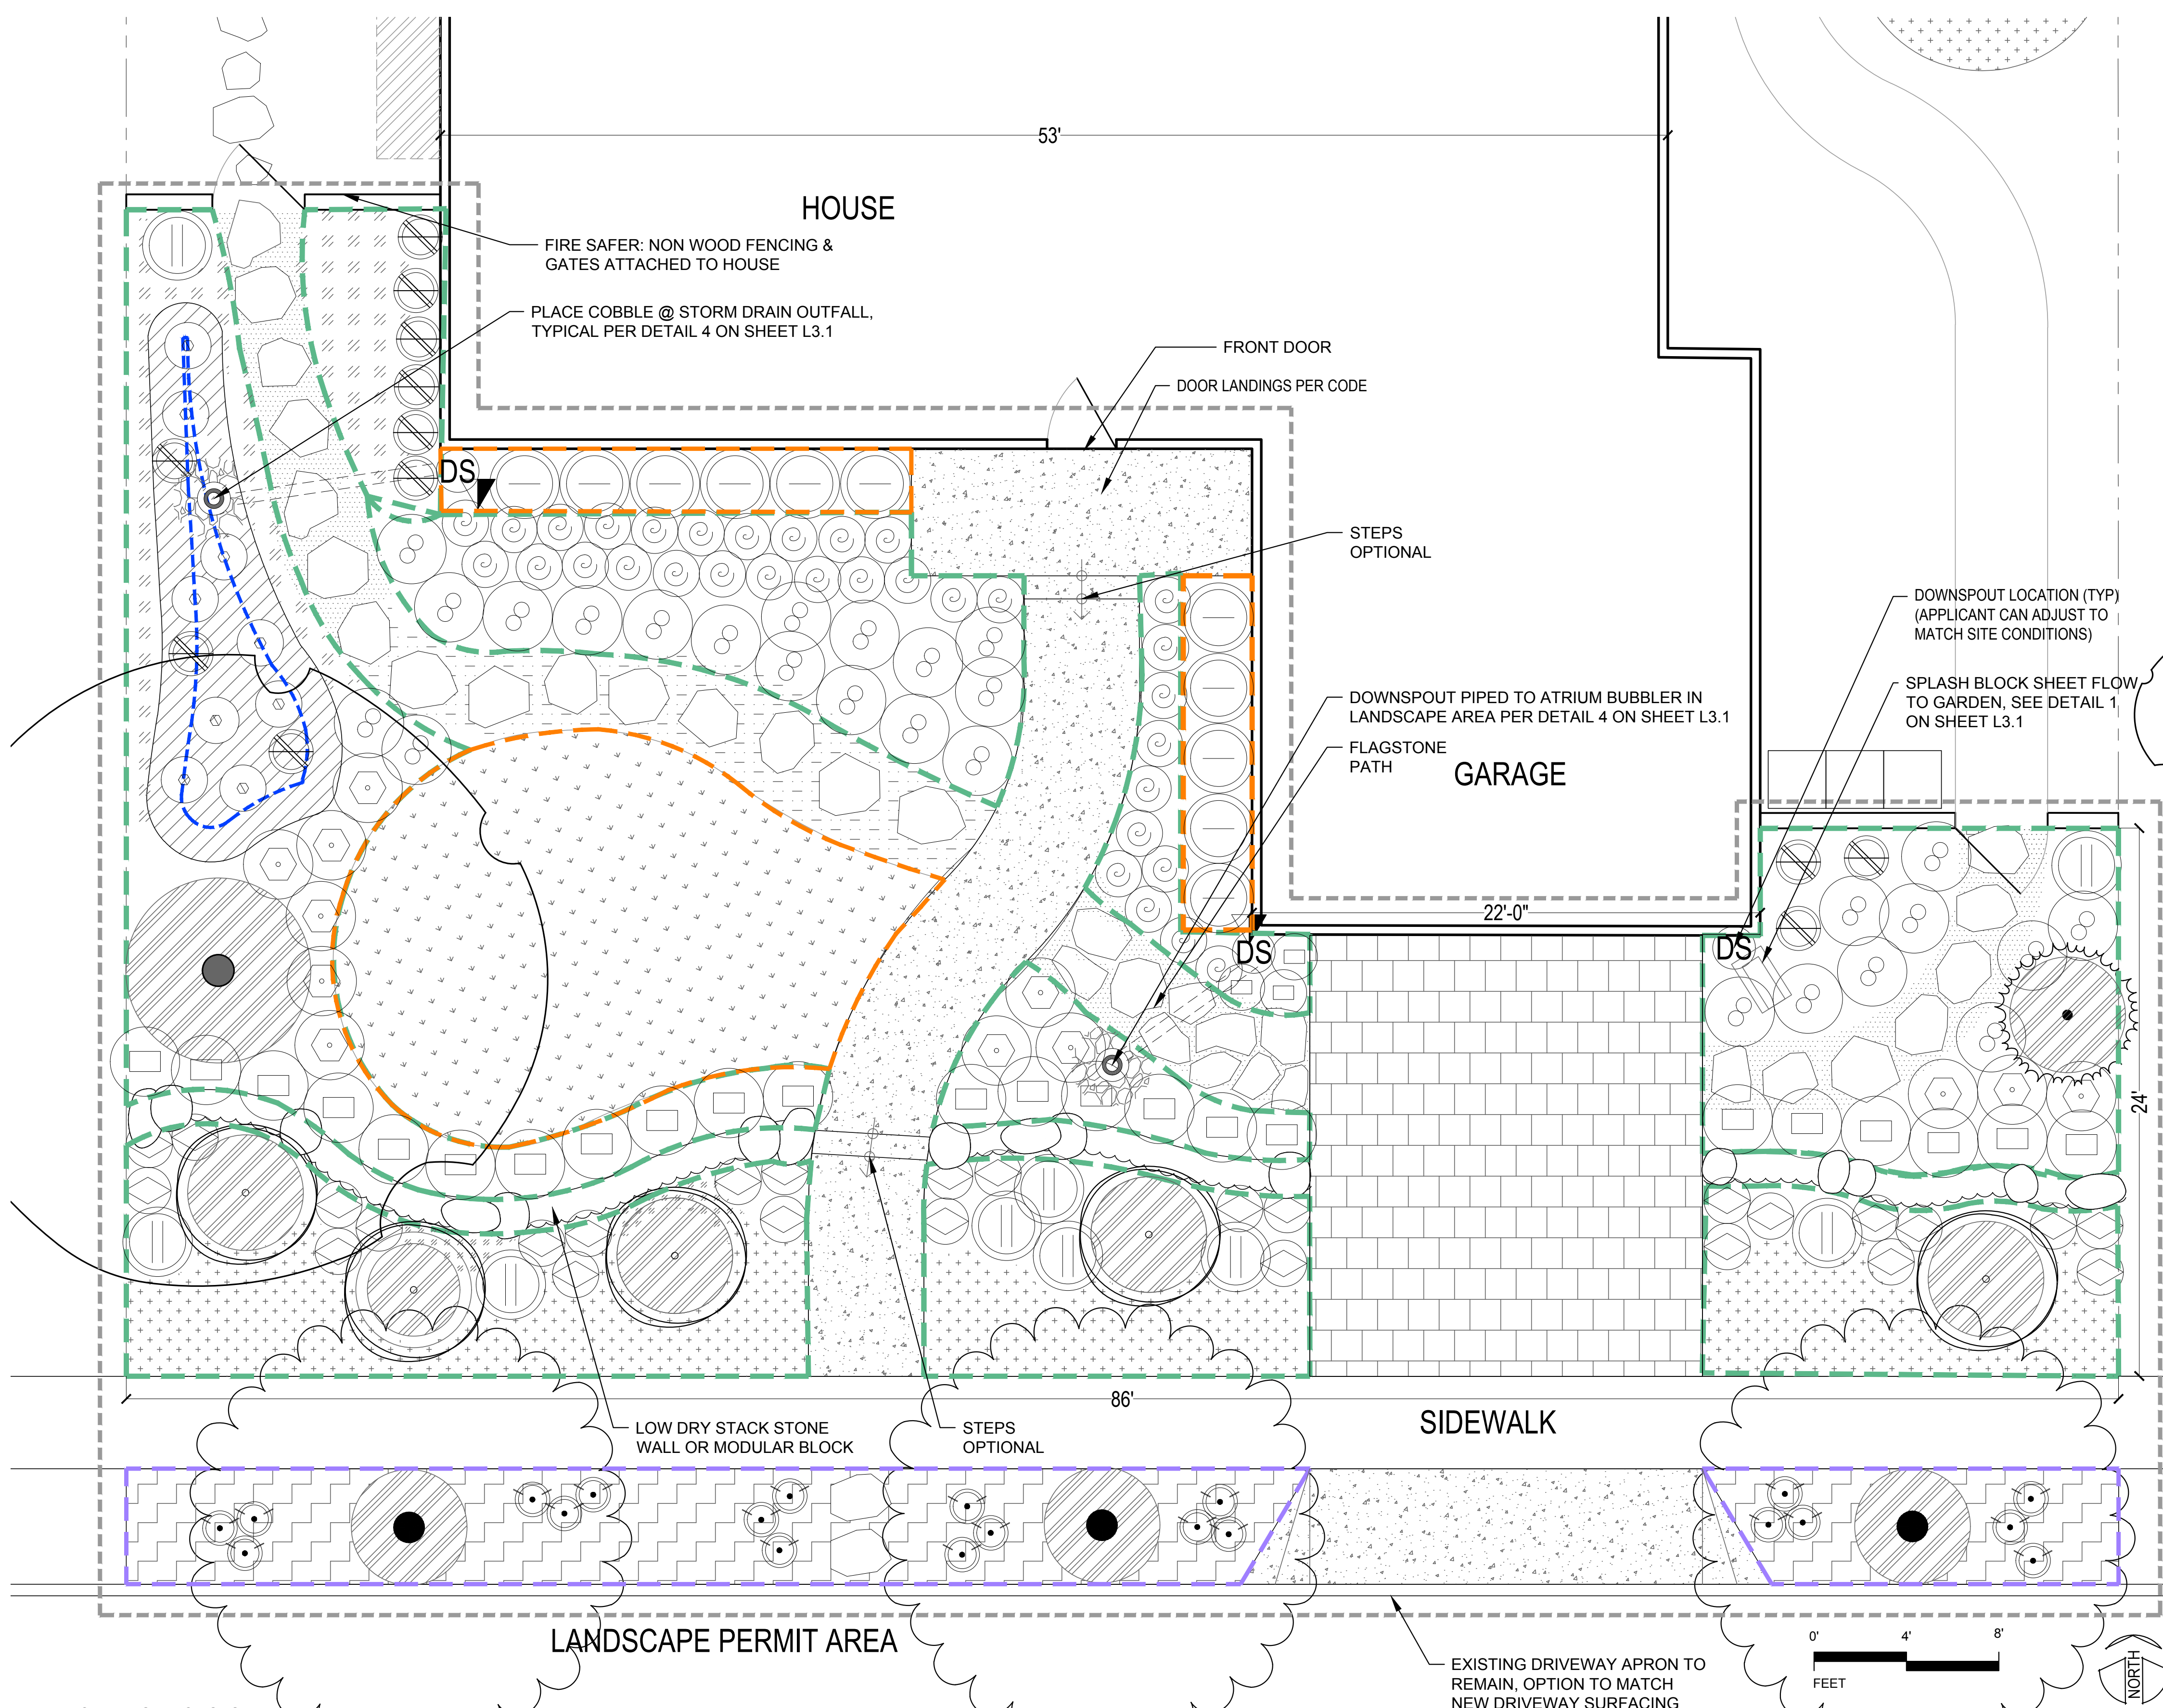 53'
HOUSE
FIRE SAFER: NON WOOD FENCING &
GATES ATTACHED TO HOUSE
PLACE COBBLE @ STORM DRAIN OUTFALL,
TYPICAL PER DETAIL 4 ON SHEET L3.1
FRONT DOOR
DOOR LANDINGS PER CODE
DS
STEPS
OPTIONAL
DOWNSPOUT LOCATION (TYP)
(APPLICANT CAN ADJUST TO
MATCH SITE CONDITIONS)
SPLASH BLOCK SHEET FLOW
TO GARDEN, SEE DETAIL 1
ON SHEET L3.1
DOWNSPOUT PIPED TO ATRIUM BUBBLER IN
LANDSCAPE AREA PER DETAIL 4 ON SHEET L3.1
FLAGSTONE
PATH
GARAGE
22'-0"
DS
DS
24'
86'
LOW DRY STACK STONE
WALL OR MODULAR BLOCK
STEPS
OPTIONAL
SIDEWALK
LANDSCAPE PERMIT AREA
EXISTING DRIVEWAY APRON TO
REMAIN, OPTION TO MATCH
NEW DRIVEWAY SURFACING
0' 4' 8'
FEET
NORTH